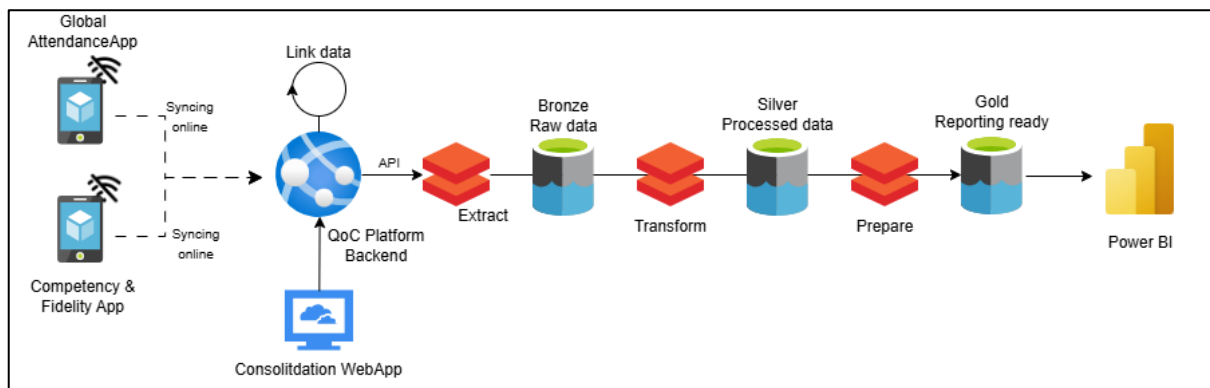 Global
AttendanceApp
Syncing
online
Syncing
online
Competency &
Fidelity App
Link data
QoC Platform
Backend
Consolitdation WebApp
API
Extract
Bronze
Raw data
Transform
Silver
Processed data
Prepare
Gold
Reporting ready
Power BI